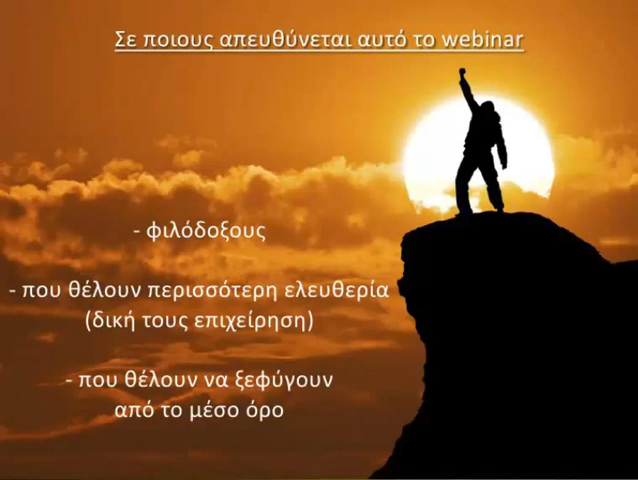 Σε ποιους απευθύνεται αυτό το webinar
- φιλόδοξους
- που θέλουν περισσότερη ελευθερία
(δική τους επιχείρηση)
- που θέλουν να ξεφύγουν
από το μέσο όρο